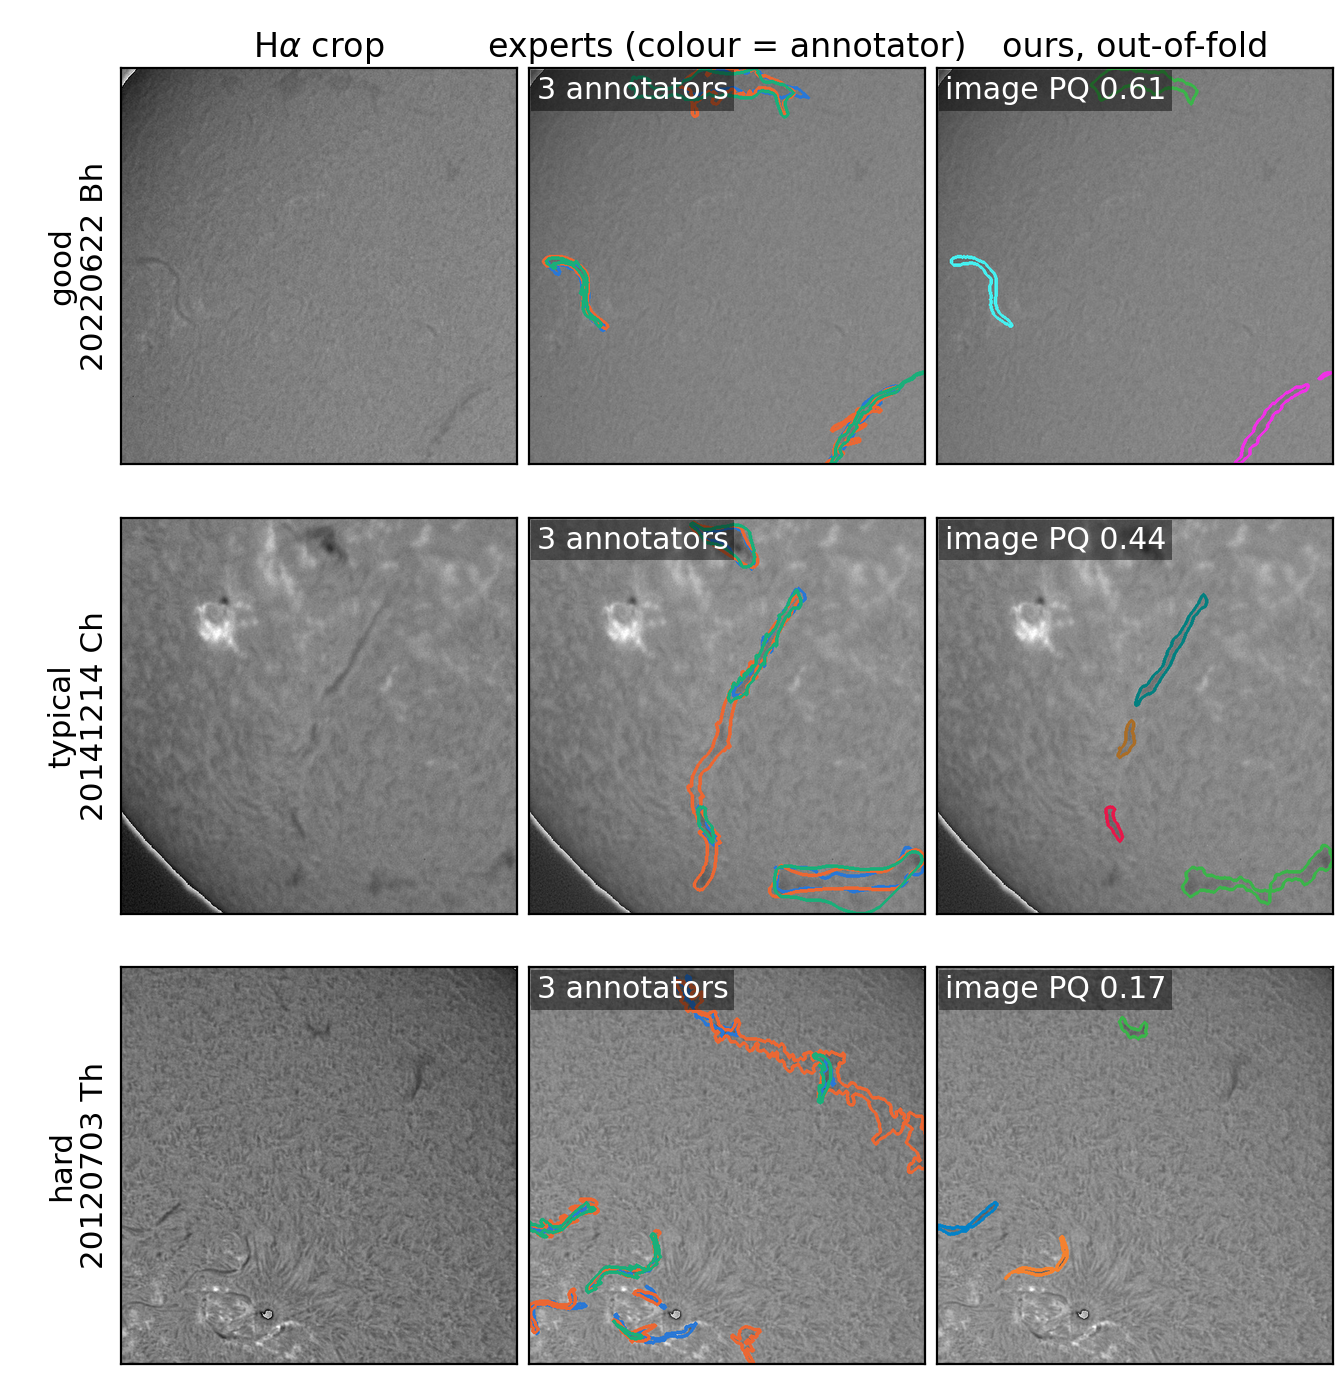 Hα crop
experts (colour = annotator)
ours, out-of-fold
good
20220622 Bh
3 annotators
image PQ 0.61
typical
20141214 Ch
3 annotators
image PQ 0.44
hard
20120703 Th
3 annotators
image PQ 0.17